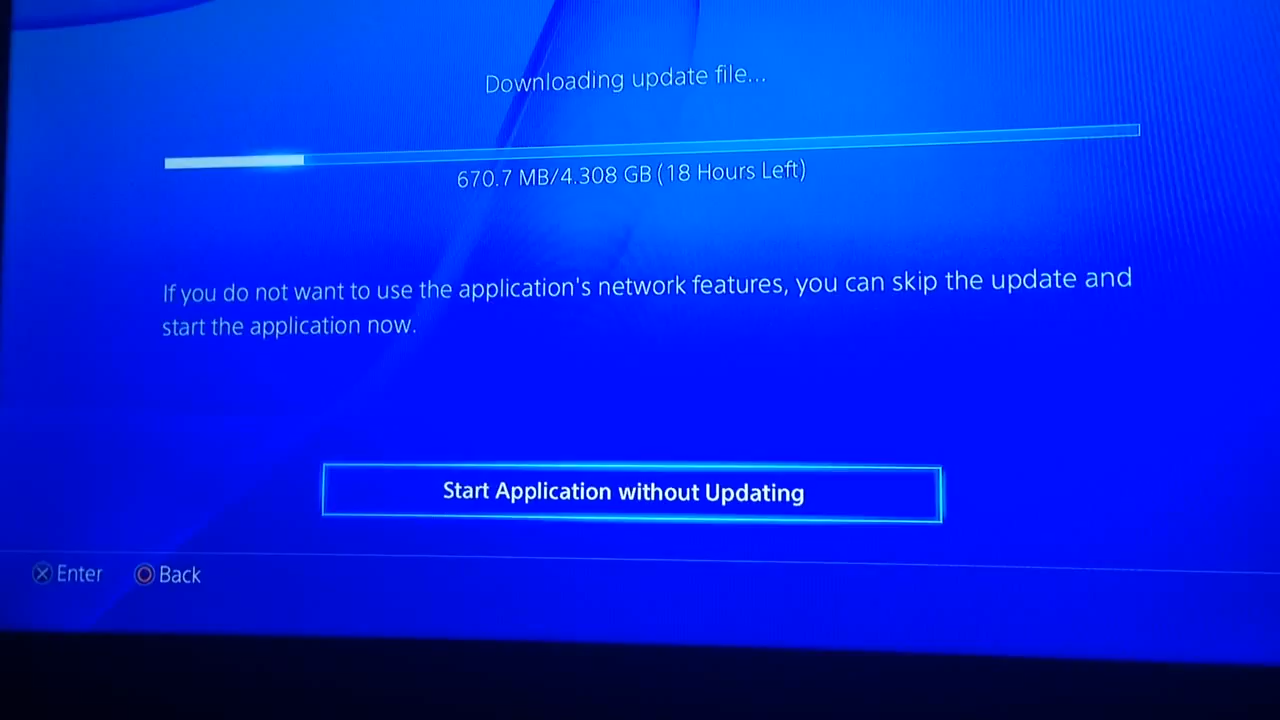 Downloading update file...
670.7 MB/4.308 GB (18 Hours Left)
If you do not want to use the application's network features, you can skip the update and
start the application now.
Start Application without Updating
Enter Back